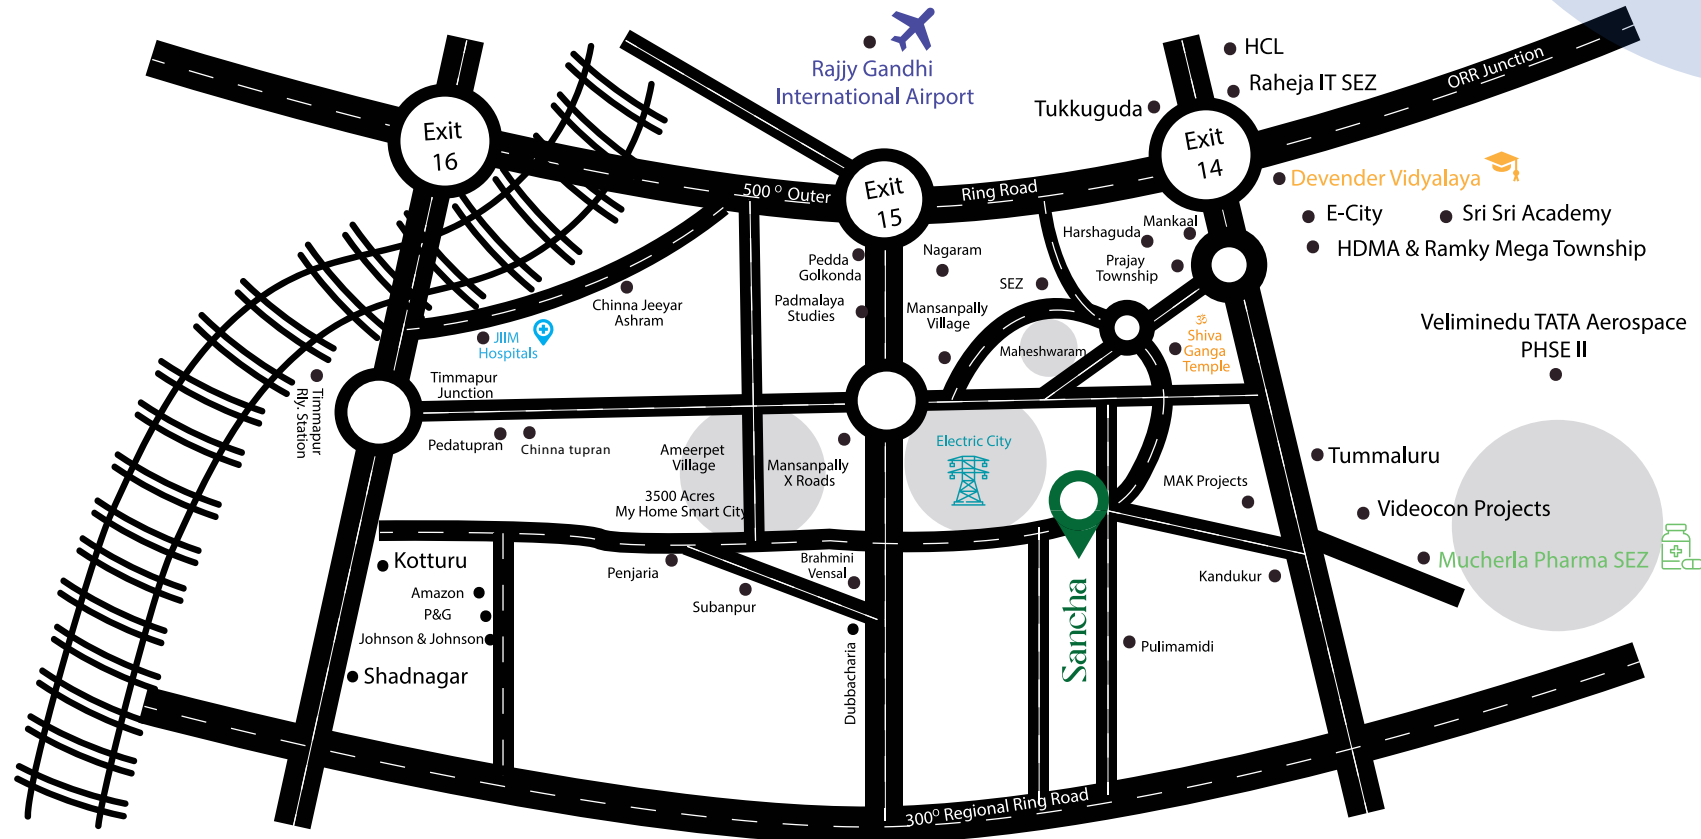 Rajjy Gandhi
International Airport
HCL
Raheja IT SEZ
Tukkuguda
ORR Junction
Exit
16
Exit
15
Exit
14
500° Outer
Ring Road
Devender Vidyalaya
E-City
Sri Sri Academy
HDMA & Ramky Mega Township
Mankaal
Harshaguda
Prajay
Township
Nagaram
SEZ
Pedda
Golkonda
Padmalaya
Studies
Mansanpally
Village
Chinna Jeeyar
Ashram
JIIM
Hospitals
Maheshwaram
ॐ
Shiva
Ganga
Temple
Veliminedu TATA Aerospace
PHSE II
Timmapur
Rly. Station
Timmapur
Junction
Pedatupran
Chinna tupran
Ameerpet
Village
3500 Acres
My Home Smart City
Mansanpally
X Roads
Electric City
MAK Projects
Tummaluru
Videocon Projects
Mucherla Pharma SEZ
Kotturu
Amazon
P&G
Johnson & Johnson
Shadnagar
Penjaria
Subanpur
Brahmini
Vensal
Dubbacharia
Sancha
Kandukur
Pulimamidi
300° Regional Ring Road